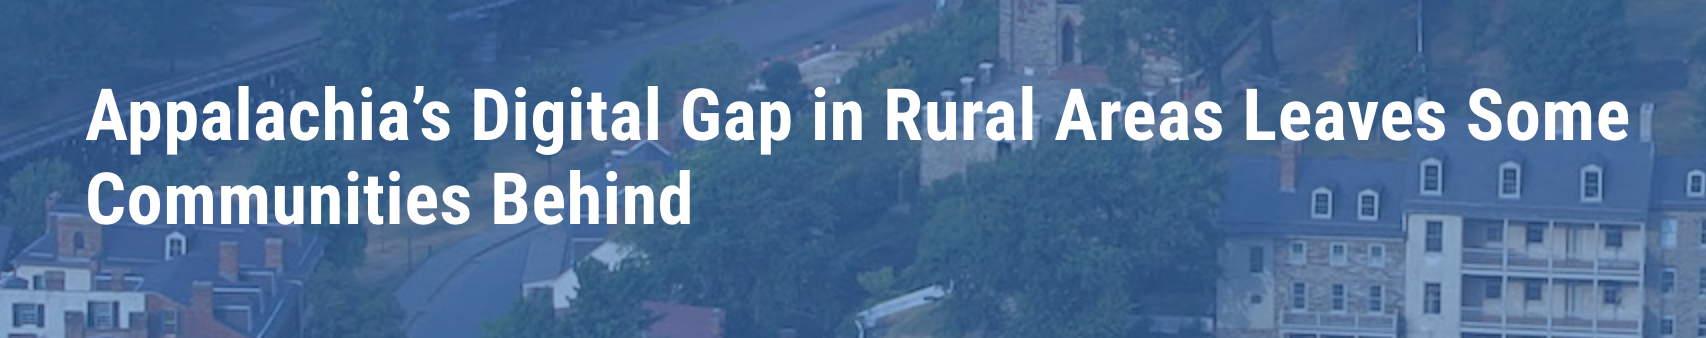 Appalachia’s Digital Gap in Rural Areas Leaves Some
Communities Behind